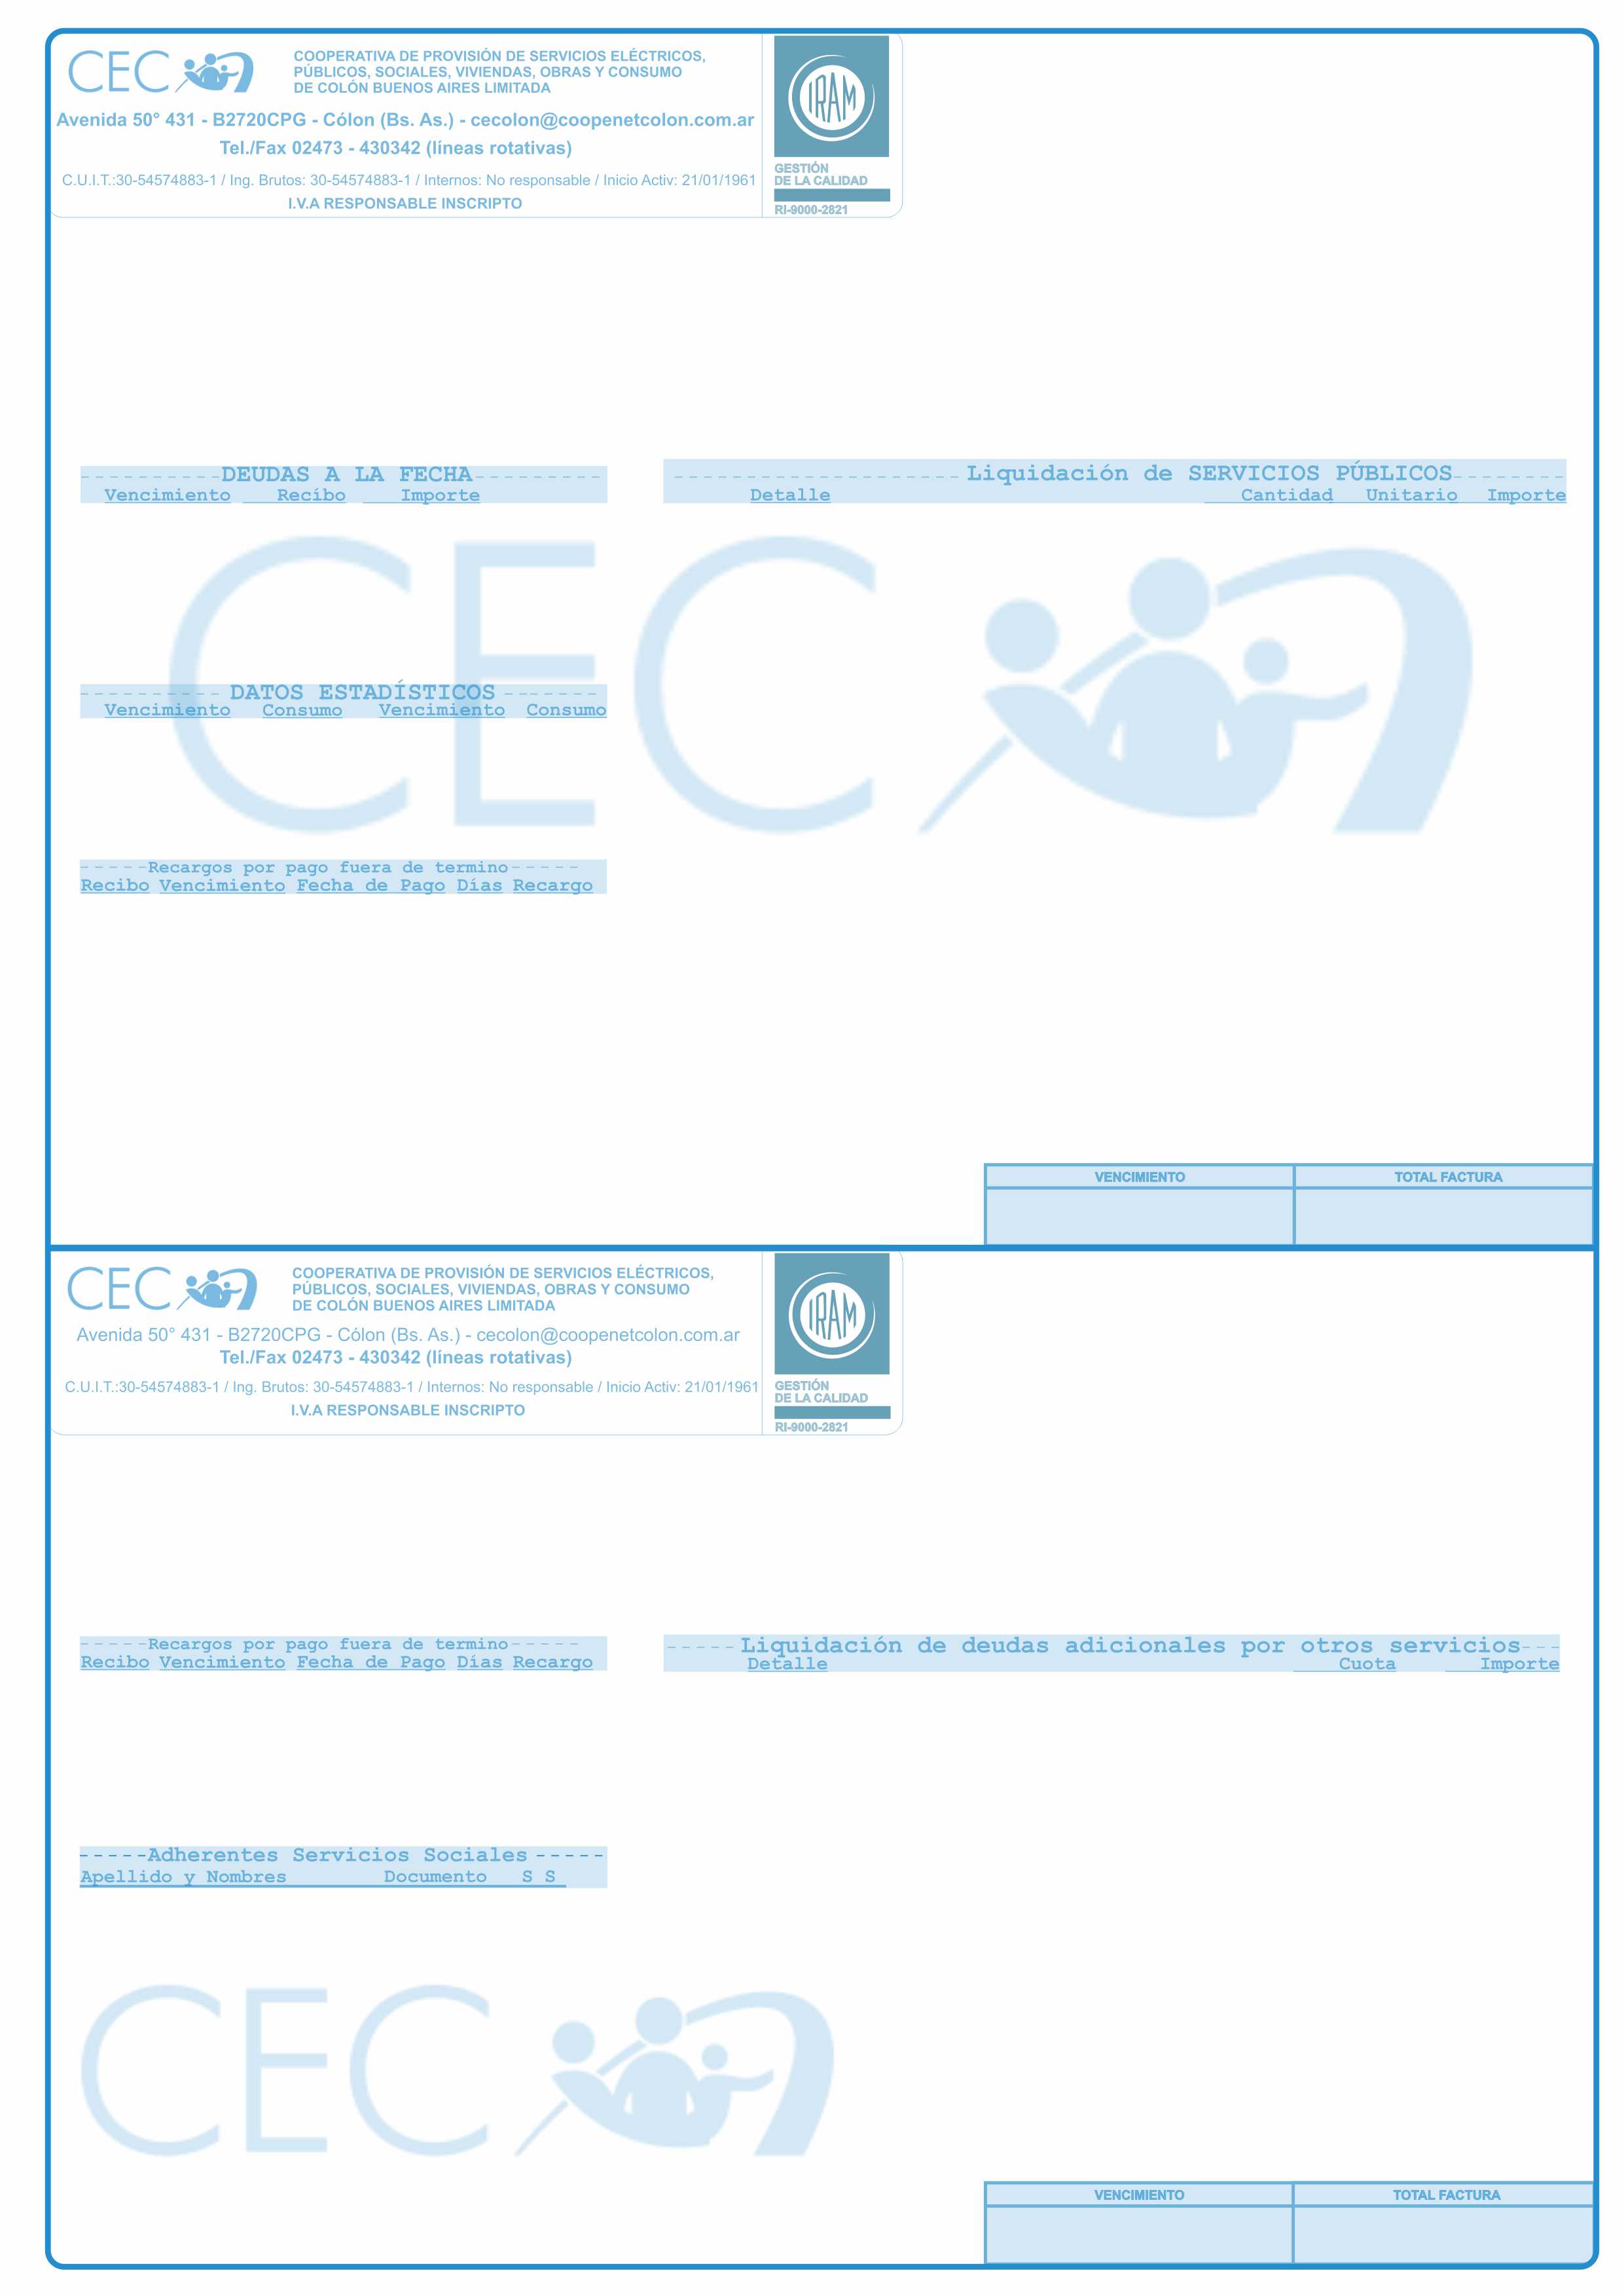 CEC
COOPERATIVA DE PROVISIÓN DE SERVICIOS ELÉCTRICOS,
PÚBLICOS, SOCIALES, VIVIENDAS, OBRAS Y CONSUMO
DE COLÓN BUENOS AIRES LIMITADA
Avenida 50° 431 - B2720CPG - Cólon (Bs. As.) - cecolon@coopenetcolon.com.ar
Tel./Fax 02473 - 430342 (líneas rotativas)
C.U.I.T.:30-54574883-1 / Ing. Brutos: 30-54574883-1 / Internos: No responsable / Inicio Activ: 21/01/1961
I.V.A RESPONSABLE INSCRIPTO
IRAM
GESTIÓN
DE LA CALIDAD
RI-9000-2821
DEUDAS A LA FECHA
Vencimiento Recibo Importe
Liquidación de SERVICIOS PÚBLICOS
Detalle Cantidad Unitario Importe
CEC
DATOS ESTADÍSTICOS
Vencimiento Consumo Vencimiento Consumo
Recargos por pago fuera de termino
Recibo Vencimiento Fecha de Pago Días Recargo
VENCIMIENTO TOTAL FACTURA
CEC
COOPERATIVA DE PROVISIÓN DE SERVICIOS ELÉCTRICOS,
PÚBLICOS, SOCIALES, VIVIENDAS, OBRAS Y CONSUMO
DE COLÓN BUENOS AIRES LIMITADA
Avenida 50° 431 - B2720CPG - Cólon (Bs. As.) - cecolon@coopenetcolon.com.ar
Tel./Fax 02473 - 430342 (líneas rotativas)
C.U.I.T.:30-54574883-1 / Ing. Brutos: 30-54574883-1 / Internos: No responsable / Inicio Activ: 21/01/1961
I.V.A RESPONSABLE INSCRIPTO
IRAM
GESTIÓN
DE LA CALIDAD
RI-9000-2821
Recargos por pago fuera de termino
Recibo Vencimiento Fecha de Pago Días Recargo
Liquidación de deudas adicionales por otros servicios
Detalle Cuota Importe
Adherentes Servicios Sociales
Apellido y Nombres Documento S S
CEC
VENCIMIENTO TOTAL FACTURA